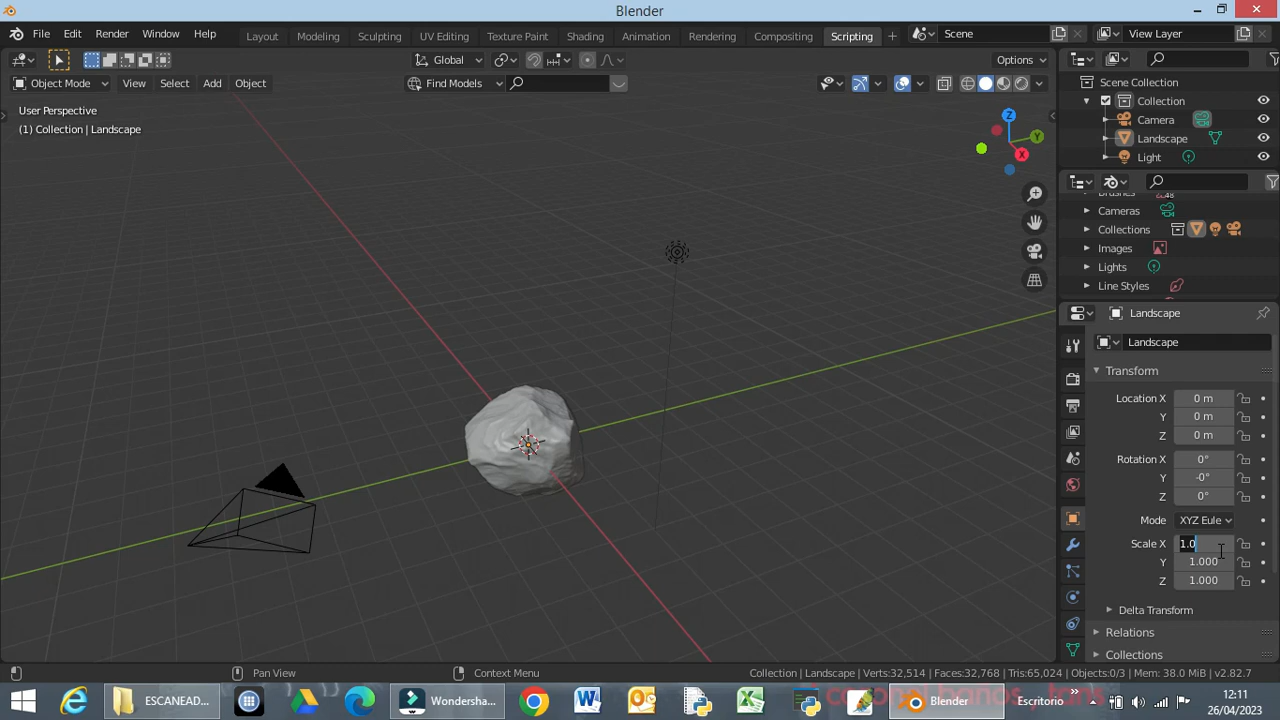 Blender
File Edit Render Window Help Layout Modeling Sculpting UV Editing Texture Paint Shading Animation Rendering Compositing Scripting + Scene View Layer
Global Options
Object Mode View Select Add Object Find Models
User Perspective
(1) Collection | Landscape
Z
Y
X
Scene Collection
Collection
Camera
Landscape
Light
Brushes 48
Cameras
Collections
Images
Lights
Line Styles
Landscape
Landscape
Transform
Location X 0 m
Y 0 m
Z 0 m
Rotation X 0°
Y -0°
Z 0°
Mode XYZ Eule
Scale X 1.0
Y 1.000
Z 1.000
Delta Transform
Relations
Collections
Pan View Context Menu Collection | Landscape | Verts:32,514 | Faces:32,768 | Tris:65,024 | Objects:0/3 | Mem: 38.0 MiB | v2.82.7
ESCANEAD... Wondersha... Blender Escritorio
12:11
26/04/2023